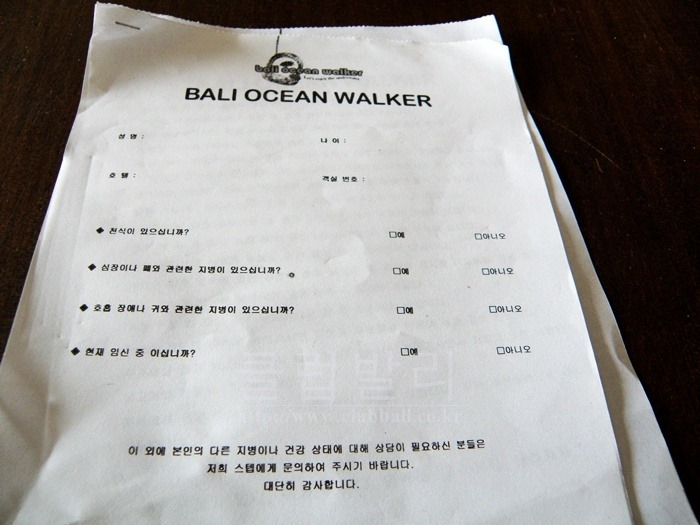 bali ocean walker
BALI OCEAN WALKER
성 명 : 나 이 :
호 텔 : 객실 번호 :
◆ 천식이 있으십니까? □예 □아니오
◆ 심장이나 폐와 관련한 지병이 있으십니까? □예 □아니오
◆ 호흡 장애나 귀와 관련한 지병이 있으십니까? □예 □아니오
◆ 현재 임신 중 이십니까? □예 □아니오
클럽발리
http://www.clubbali.co.kr
이 외에 본인의 다른 지병이나 건강 상태에 대해 상담이 필요하신 분들은
저희 스텝에게 문의하여 주시기 바랍니다.
대단히 감사합니다.